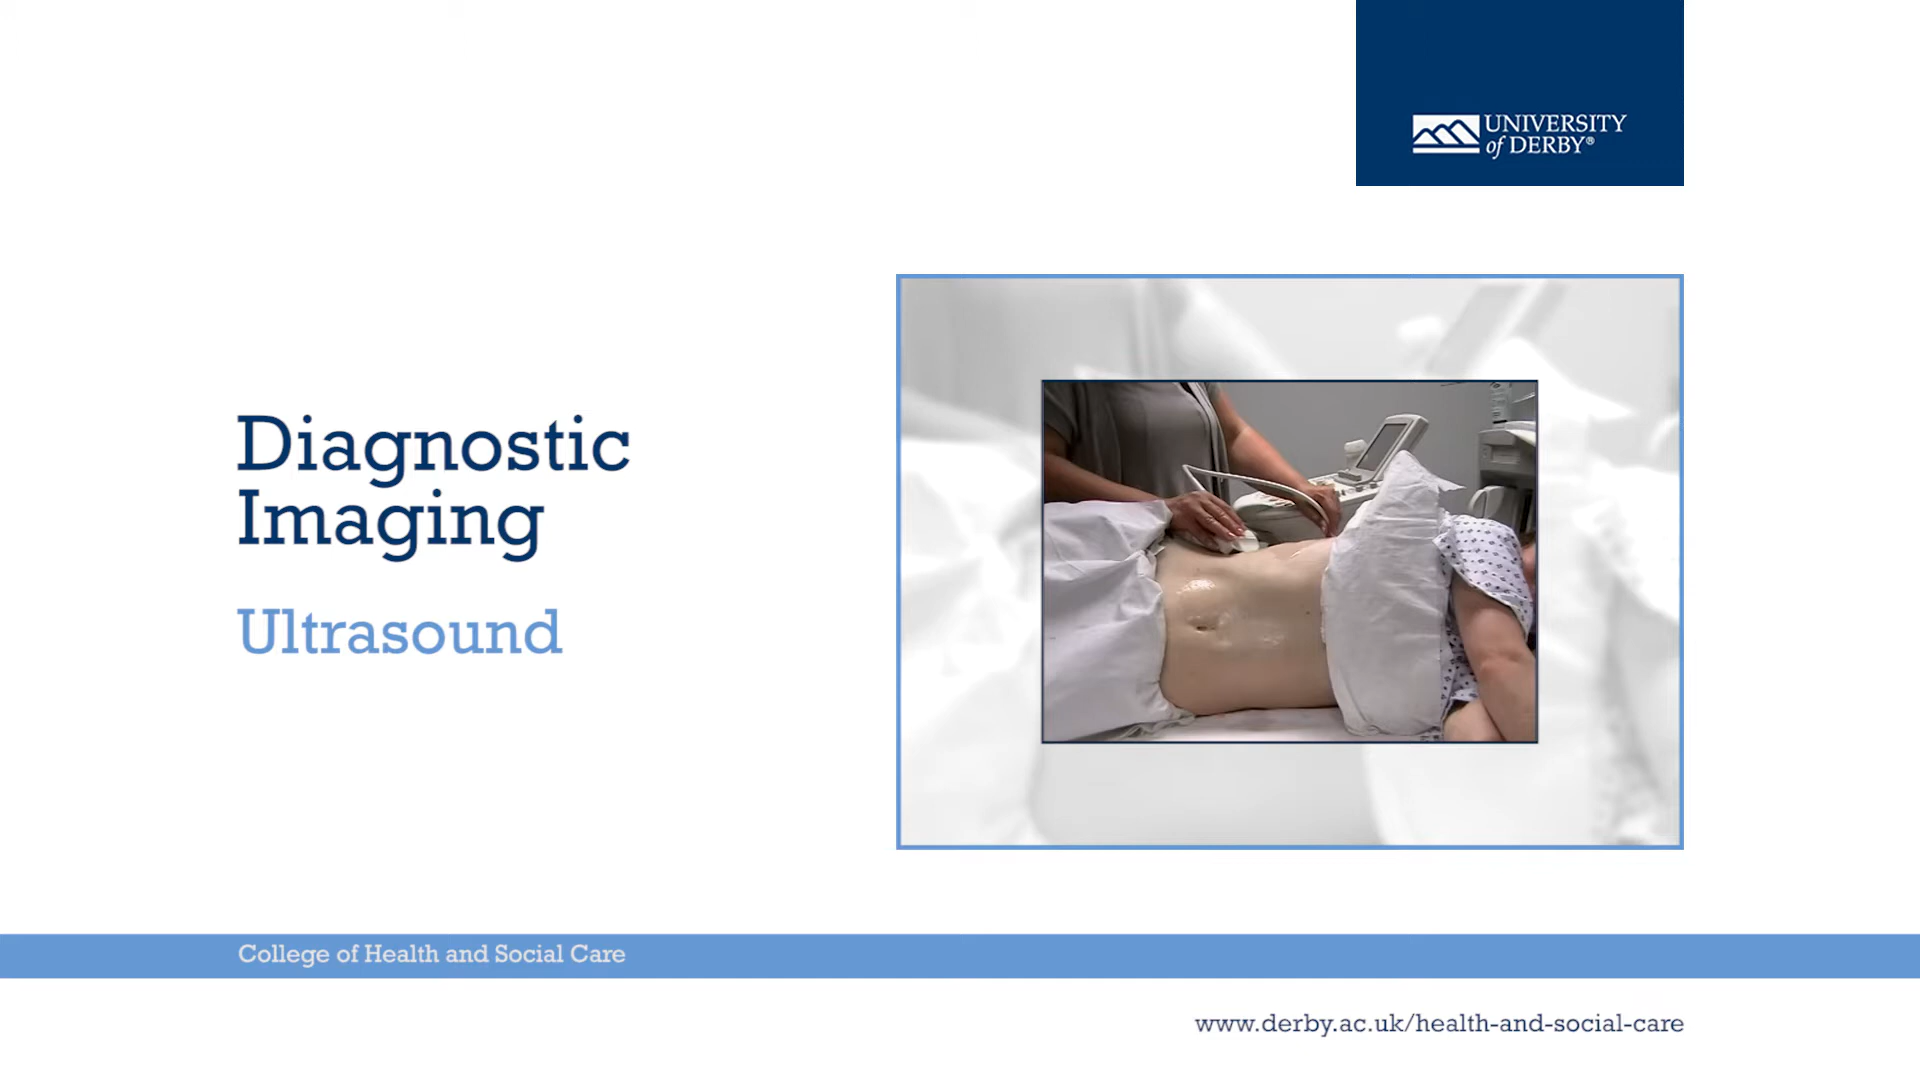 UNIVERSITY
of DERBY®
Diagnostic
Imaging
Ultrasound
College of Health and Social Care
www.derby.ac.uk/health-and-social-care